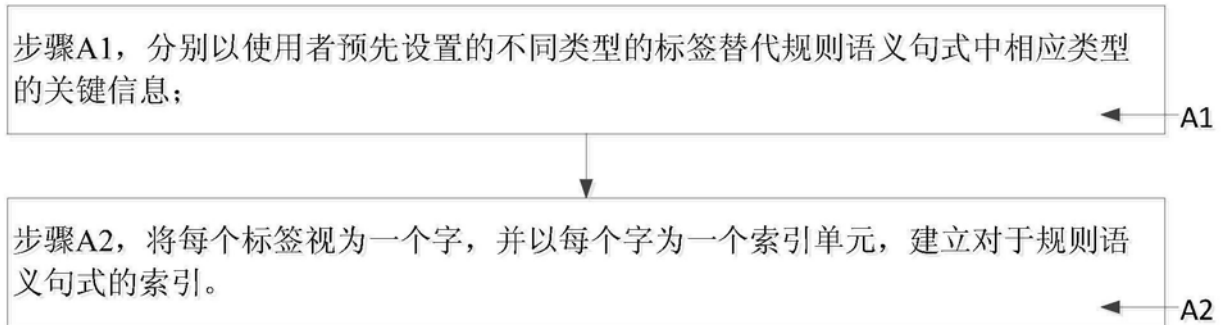 步骤A1，分别以使用者预先设置的不同类型的标签替代规则语义句式中相应类型
的关键信息；
A1
步骤A2，将每个标签视为一个字，并以每个字为一个索引单元，建立对于规则语
义句式的索引。
A2